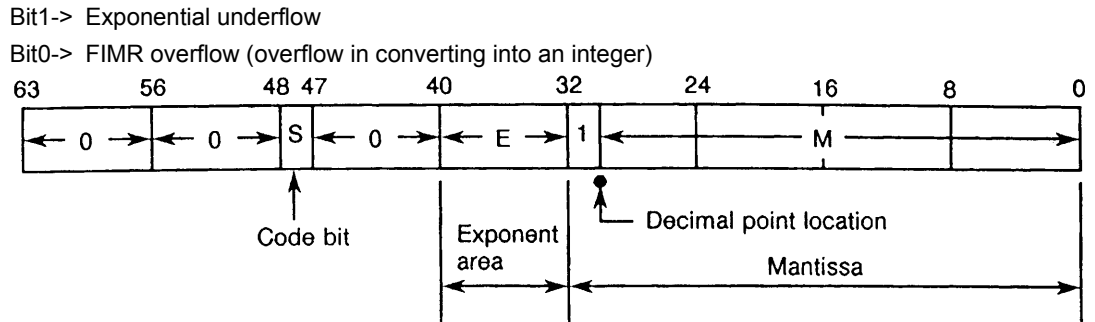 Bit1-> Exponential underflow
Bit0-> FIMR overflow (overflow in converting into an integer)
63 56 48 47 40 32 24 16 8 0
0 0 S 0 E 1 M
Code bit
Exponent area
Decimal point location
Mantissa